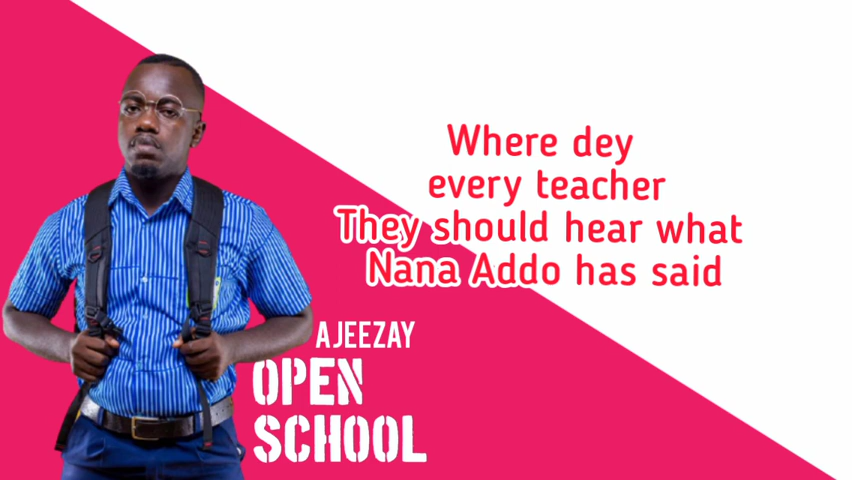 Where dey
every teacher
They should hear what
Nana Addo has said
AJEEZAY
OPEN
SCHOOL